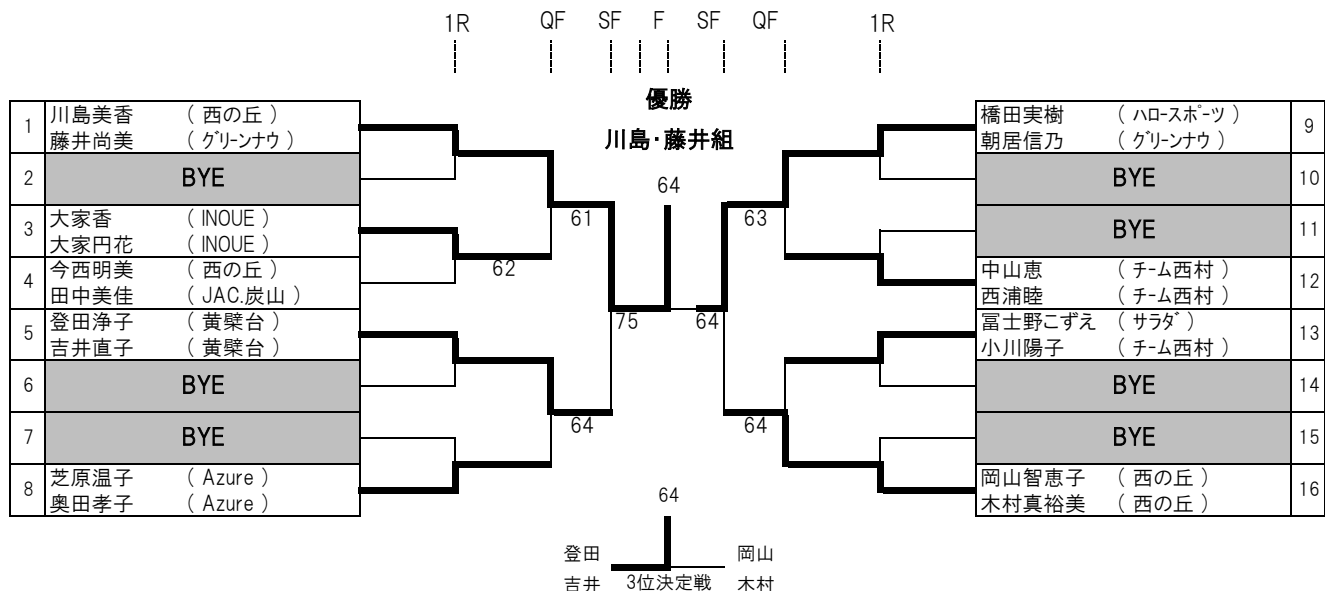 1R QF SF F SF QF 1R
優勝
川島・藤井組
1 川島美香 ( 西の丘 )
藤井尚美 ( グリーンナウ )
2 BYE
3 大家香 ( INOUE )
大家円花 ( INOUE )
4 今西明美 ( 西の丘 )
田中美佳 ( JAC.炭山 )
5 登田浄子 ( 黄檗台 )
吉井直子 ( 黄檗台 )
6 BYE
7 BYE
8 芝原温子 ( Azure )
奥田孝子 ( Azure )
62
61
64
75
64
64
63
64
橋田実樹 ( ハロースポーツ ) 9
朝居信乃 ( グリーンナウ )
BYE 10
BYE 11
中山恵 ( チーム西村 ) 12
西浦睦 ( チーム西村 )
冨士野こずえ ( サラダ ) 13
小川陽子 ( チーム西村 )
BYE 14
BYE 15
岡山智恵子 ( 西の丘 ) 16
木村真裕美 ( 西の丘 )
64
登田 岡山
吉井 3位決定戦 木村